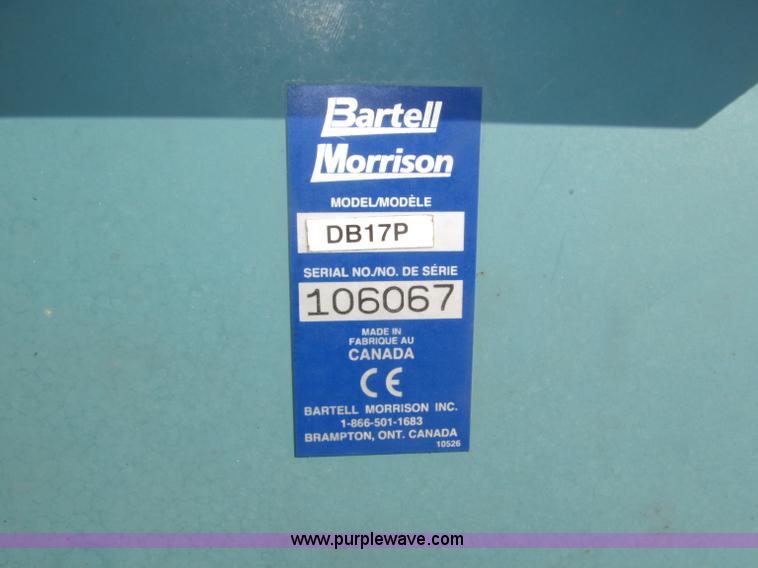 Bartell
Morrison
MODEL/MODÈLE
DB17P
SERIAL NO./NO. DE SÉRIE
106067
MADE IN
FABRIQUE AU
CANADA
CE
BARTELL MORRISON INC.
1-866-501-1683
BRAMPTON, ONT. CANADA
10526
www.purplewave.com